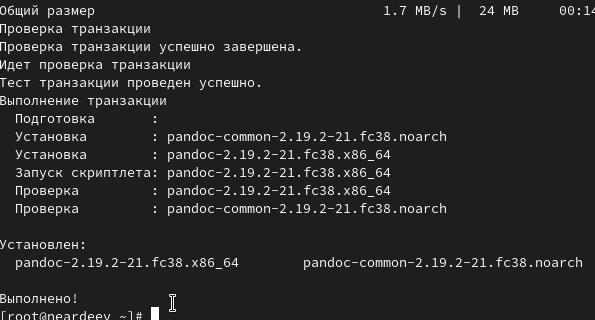 Общий размер 1.7 MB/s | 24 MB 00:14
Проверка транзакции
Проверка транзакции успешно завершена.
Идет проверка транзакции
Тест транзакции проведен успешно.
Выполнение транзакции
Подготовка :
Установка : pandoc-common-2.19.2-21.fc38.noarch
Установка : pandoc-2.19.2-21.fc38.x86_64
Запуск скриптлета: pandoc-2.19.2-21.fc38.x86_64
Проверка : pandoc-2.19.2-21.fc38.x86_64
Проверка : pandoc-common-2.19.2-21.fc38.noarch
Установлен:
pandoc-2.19.2-21.fc38.x86_64 pandoc-common-2.19.2-21.fc38.noarch
Выполнено!
[root@neardeev ~]#